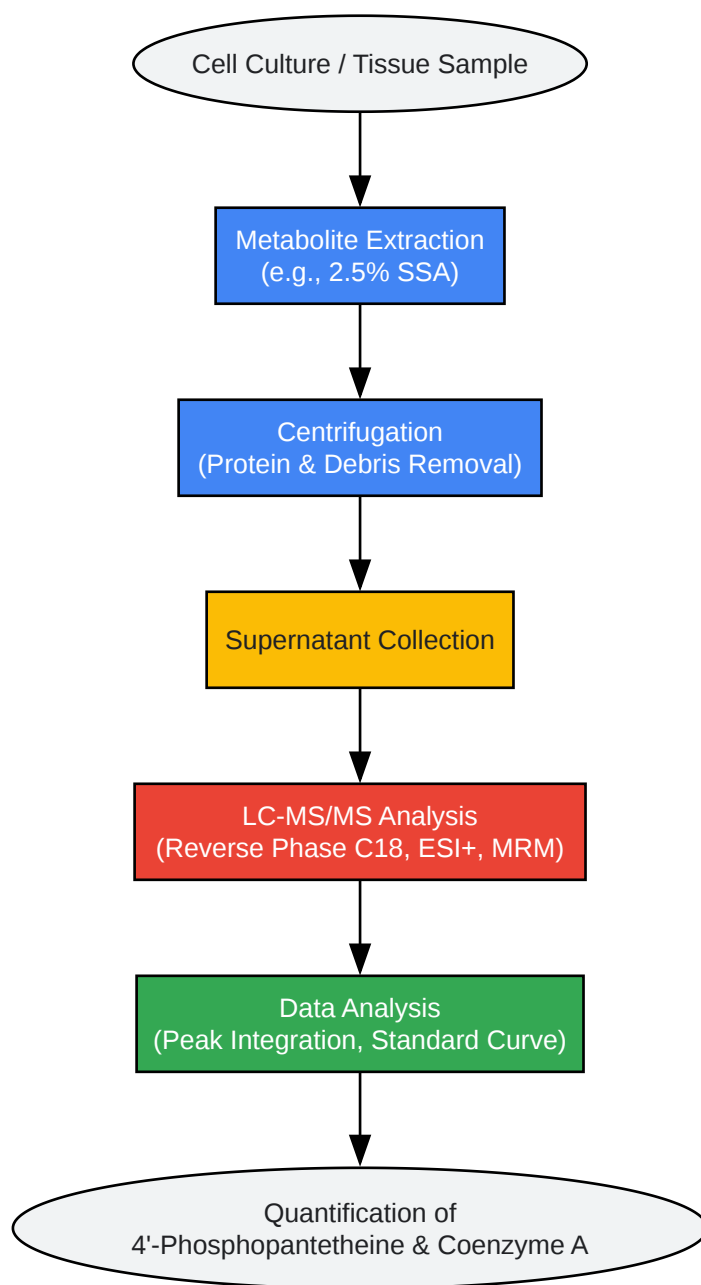 Cell Culture / Tissue Sample
Metabolite Extraction
(e.g., 2.5% SSA)
Centrifugation
(Protein & Debris Removal)
Supernatant Collection
LC-MS/MS Analysis
(Reverse Phase C18, ESI+, MRM)
Data Analysis
(Peak Integration, Standard Curve)
Quantification of
4'-Phosphopantetheine & Coenzyme A